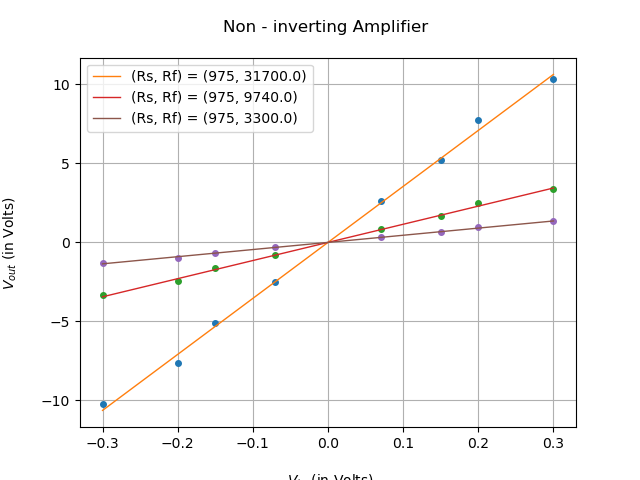 Non - inverting Amplifier
(Rs, Rf) = (975, 31700.0)
(Rs, Rf) = (975, 9740.0)
(Rs, Rf) = (975, 3300.0)
10
5
0
−5
−10
V_out (in Volts)
−0.3 −0.2 −0.1 0.0 0.1 0.2 0.3
(in Volts)